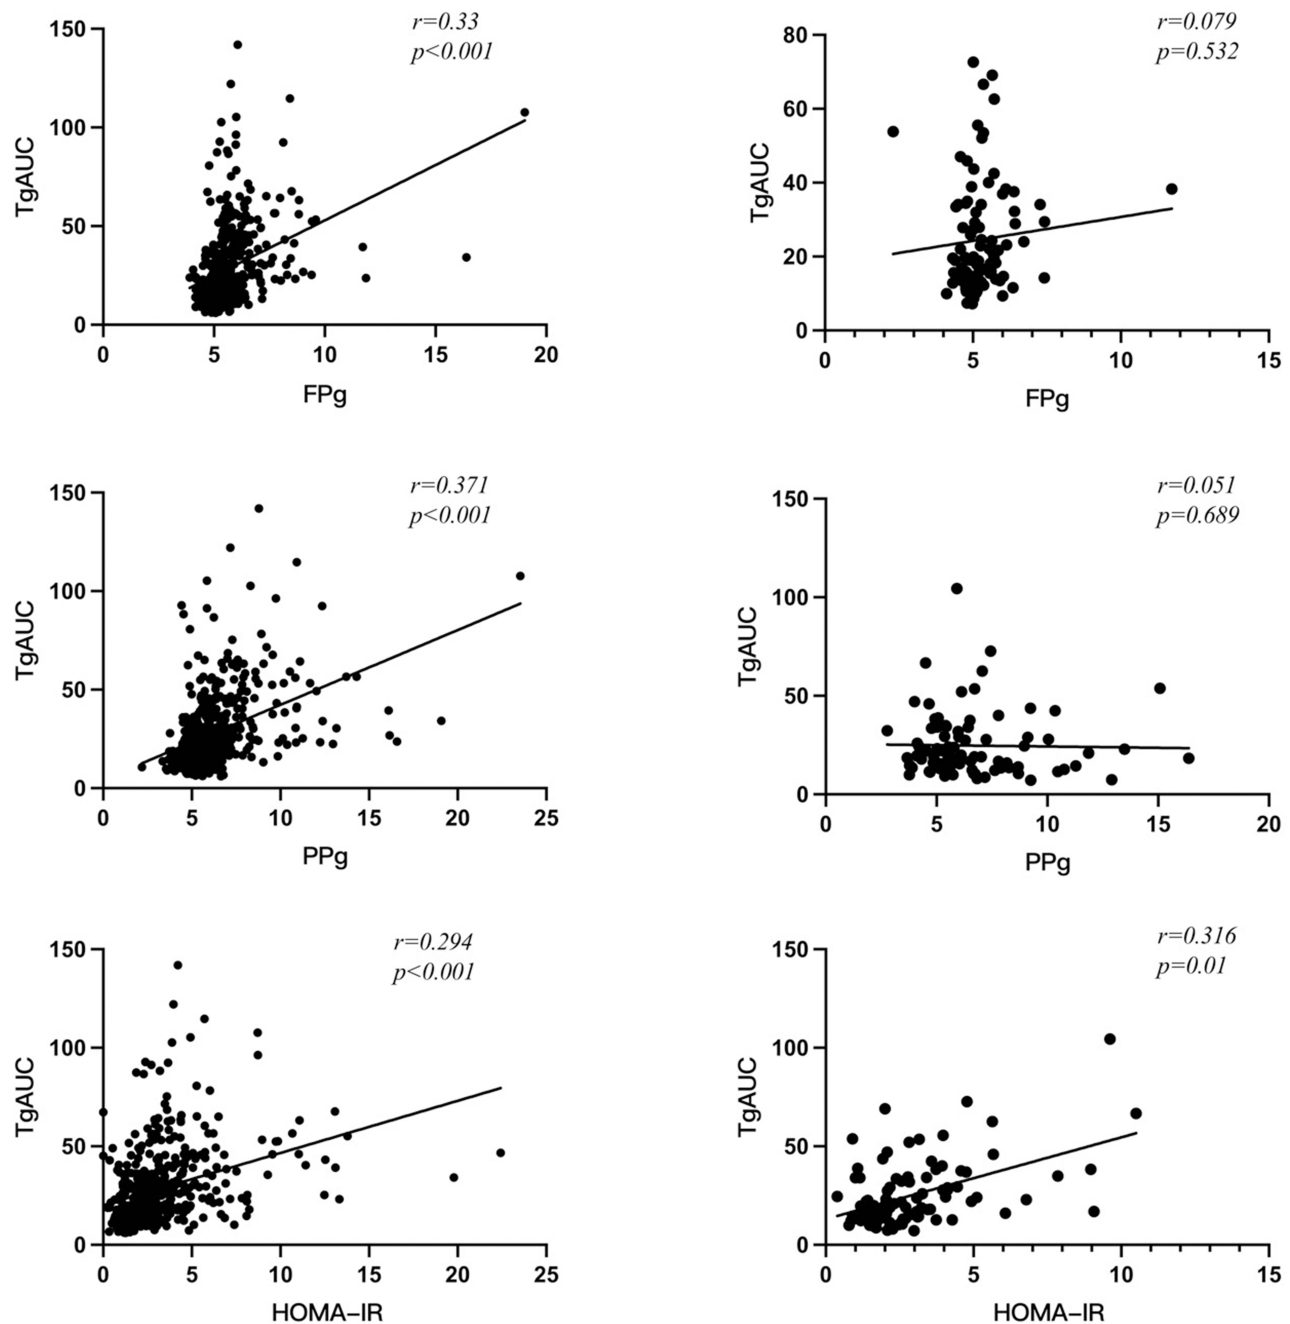 r=0.33
p<0.001
150
100
50
0
TgAUC
0 5 10 15 20
FPg
r=0.079
p=0.532
80
60
40
20
0
TgAUC
0 5 10 15
FPg
r=0.371
p<0.001
150
100
50
0
TgAUC
0 5 10 15 20 25
PPg
r=0.051
p=0.689
150
100
50
0
TgAUC
0 5 10 15 20
PPg
r=0.294
p<0.001
150
100
50
0
TgAUC
0 5 10 15 20 25
HOMA–IR
r=0.316
p=0.01
150
100
50
0
TgAUC
0 5 10 15
HOMA–IR